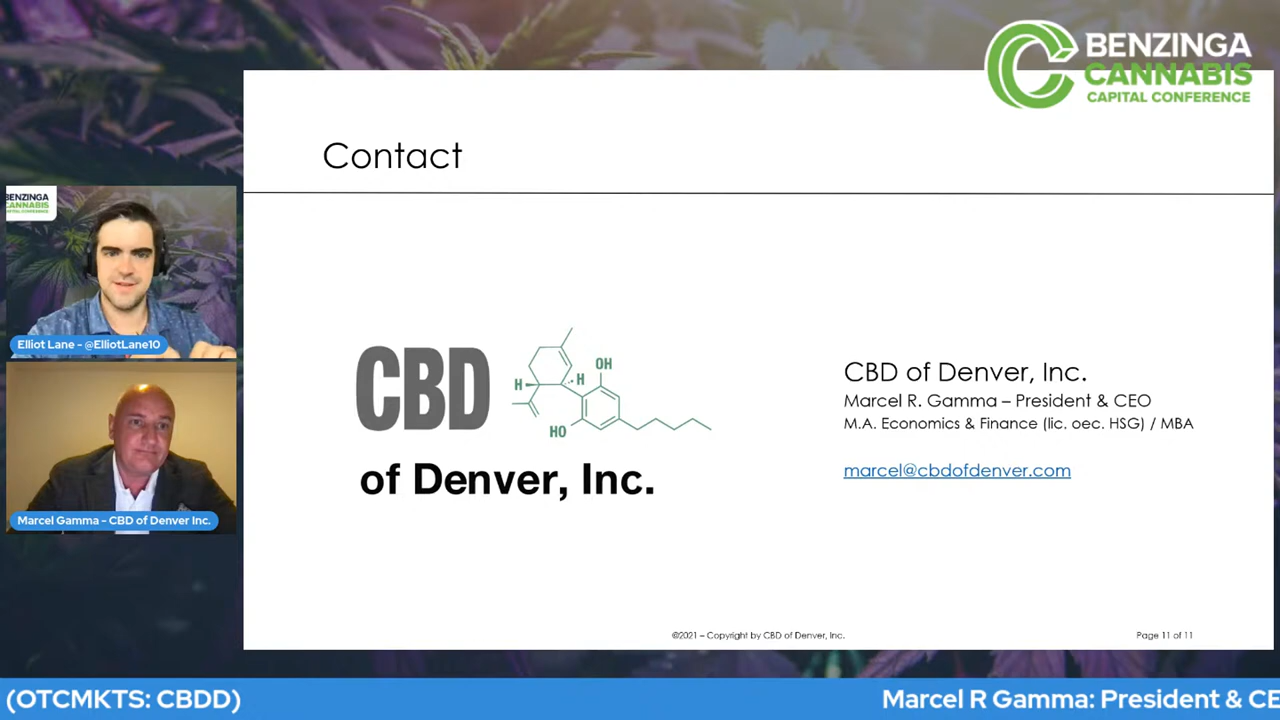 BENZINGA
CANNABIS
CAPITAL CONFERENCE
Contact
BENZINGA
CANNABIS
CAPITAL CONFERENCE
Elliot Lane - @ElliotLane10
Marcel Gamma - CBD of Denver Inc.
CBD
H
H
OH
HO
of Denver, Inc.
CBD of Denver, Inc.
Marcel R. Gamma – President & CEO
M.A. Economics & Finance (lic. oec. HSG) / MBA
marcel@cbdofdenver.com
©2021 – Copyright by CBD of Denver, Inc.
Page 11 of 11
(OTCMKTS: CBDD)
Marcel R Gamma: President & CE